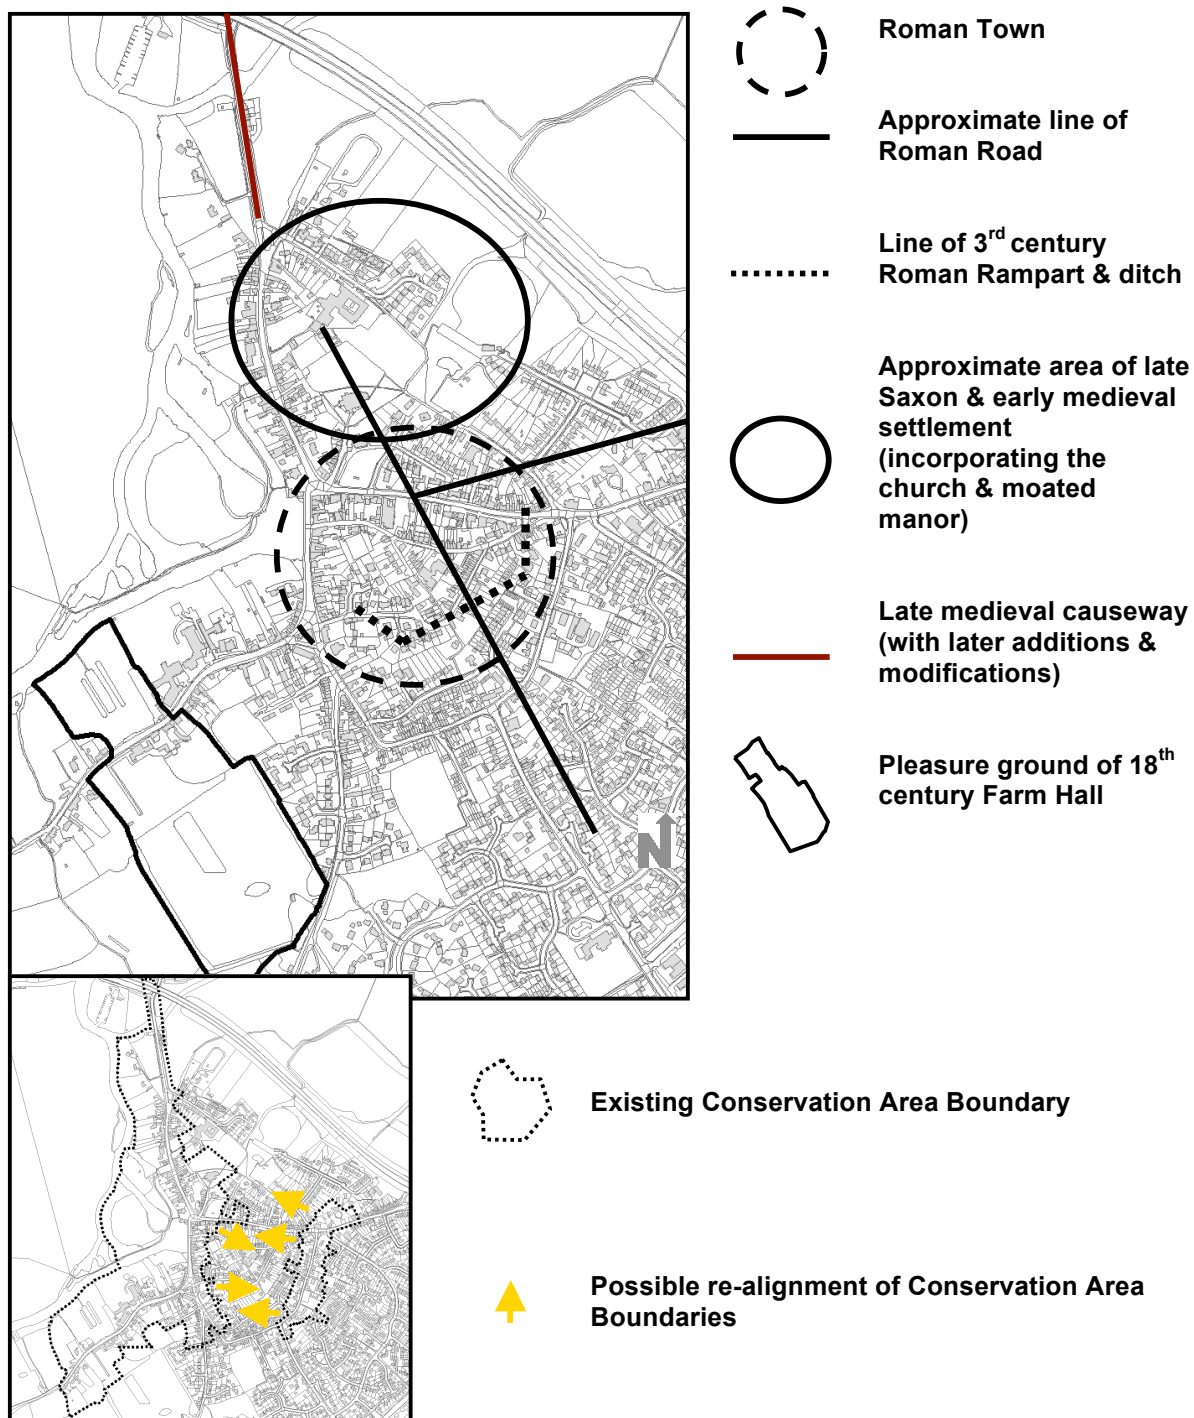 Roman Town
Approximate line of
Roman Road
Line of 3rd century
Roman Rampart & ditch
Approximate area of late
Saxon & early medieval
settlement
(incorporating the
church & moated
manor)
Late medieval causeway
(with later additions &
modifications)
Pleasure ground of 18th
century Farm Hall
N
Existing Conservation Area Boundary
Possible re-alignment of Conservation Area
Boundaries